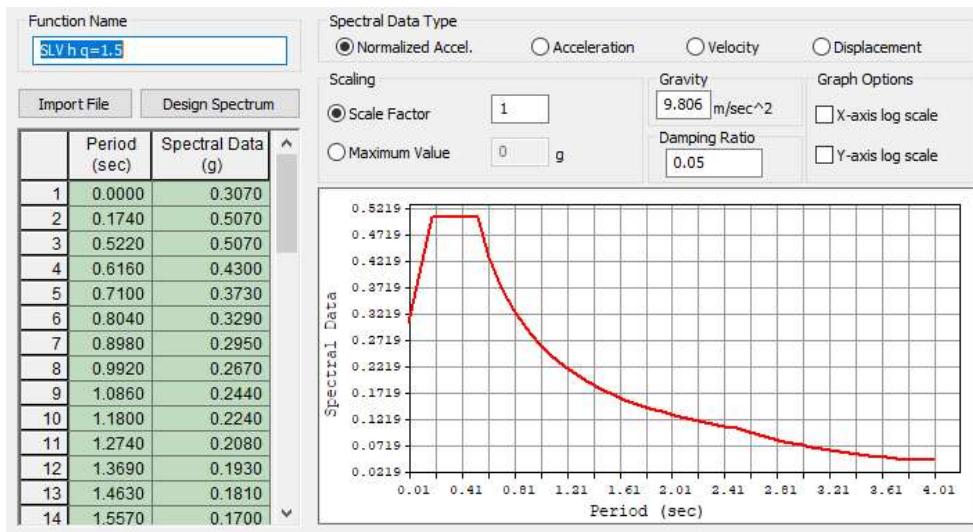 Function Name
SLV h q=1.5
Import File Design Spectrum
Period (sec) Spectral Data (g)
1 0.0000 0.3070
2 0.1740 0.5070
3 0.5220 0.5070
4 0.6160 0.4300
5 0.7100 0.3730
6 0.8040 0.3290
7 0.8980 0.2950
8 0.9920 0.2670
9 1.0860 0.2440
10 1.1800 0.2240
11 1.2740 0.2080
12 1.3690 0.1930
13 1.4630 0.1810
14 1.5570 0.1700
Spectral Data Type
Normalized Accel. Acceleration Velocity Displacement
Scaling
Scale Factor 1
Maximum Value 0 g
Gravity
9.806 m/sec^2
Damping Ratio
0.05
Graph Options
X-axis log scale
Y-axis log scale
Spectral Data
0.5219
0.4719
0.4219
0.3719
0.3219
0.2719
0.2219
0.1719
0.1219
0.0719
0.0219
0.01 0.41 0.81 1.21 1.61 2.01 2.41 2.81 3.21 3.61 4.01
Period (sec)